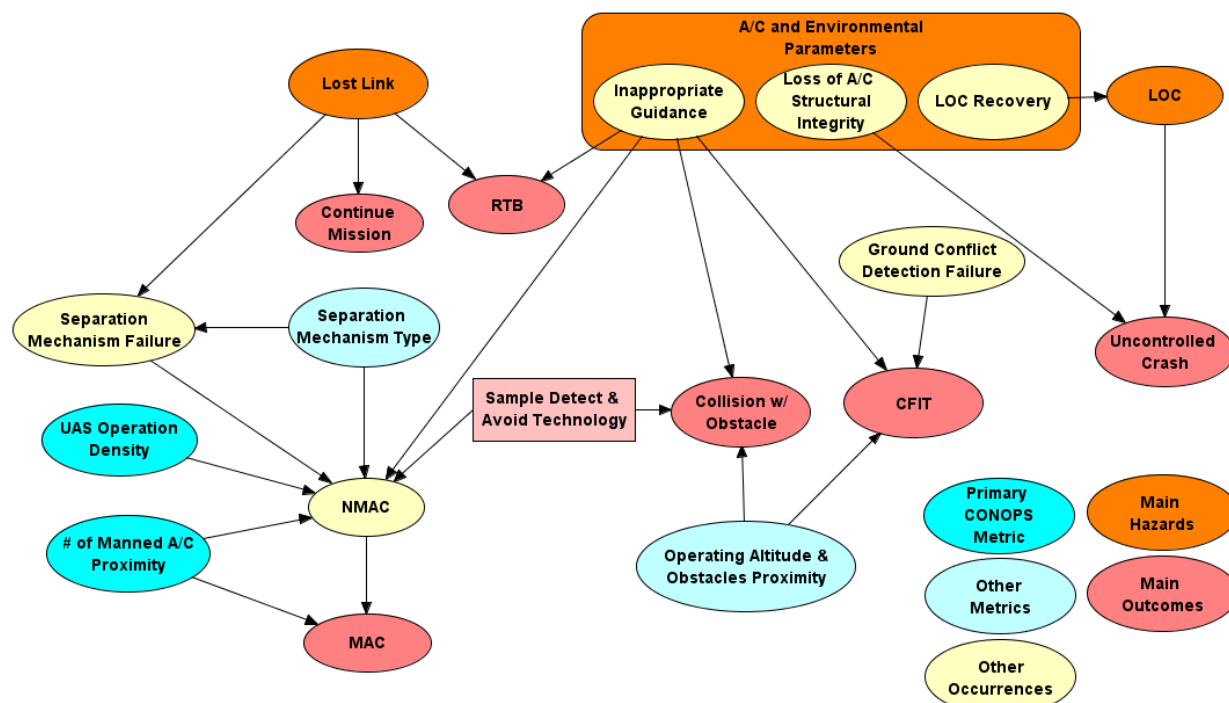 A/C and Environmental
Parameters
Lost Link
Inappropriate
Guidance
Loss of A/C
Structural
Integrity
LOC Recovery
LOC
Continue
Mission
RTB
Ground Conflict
Detection Failure
Separation
Mechanism Failure
Separation
Mechanism Type
Uncontrolled
Crash
Sample Detect &
Avoid Technology
Collision w/
Obstacle
CFIT
UAS Operation
Density
NMAC
# of Manned A/C
Proximity
Operating Altitude &
Obstacles Proximity
MAC
Primary
CONOPS
Metric
Main
Hazards
Other
Metrics
Main
Outcomes
Other
Occurrences